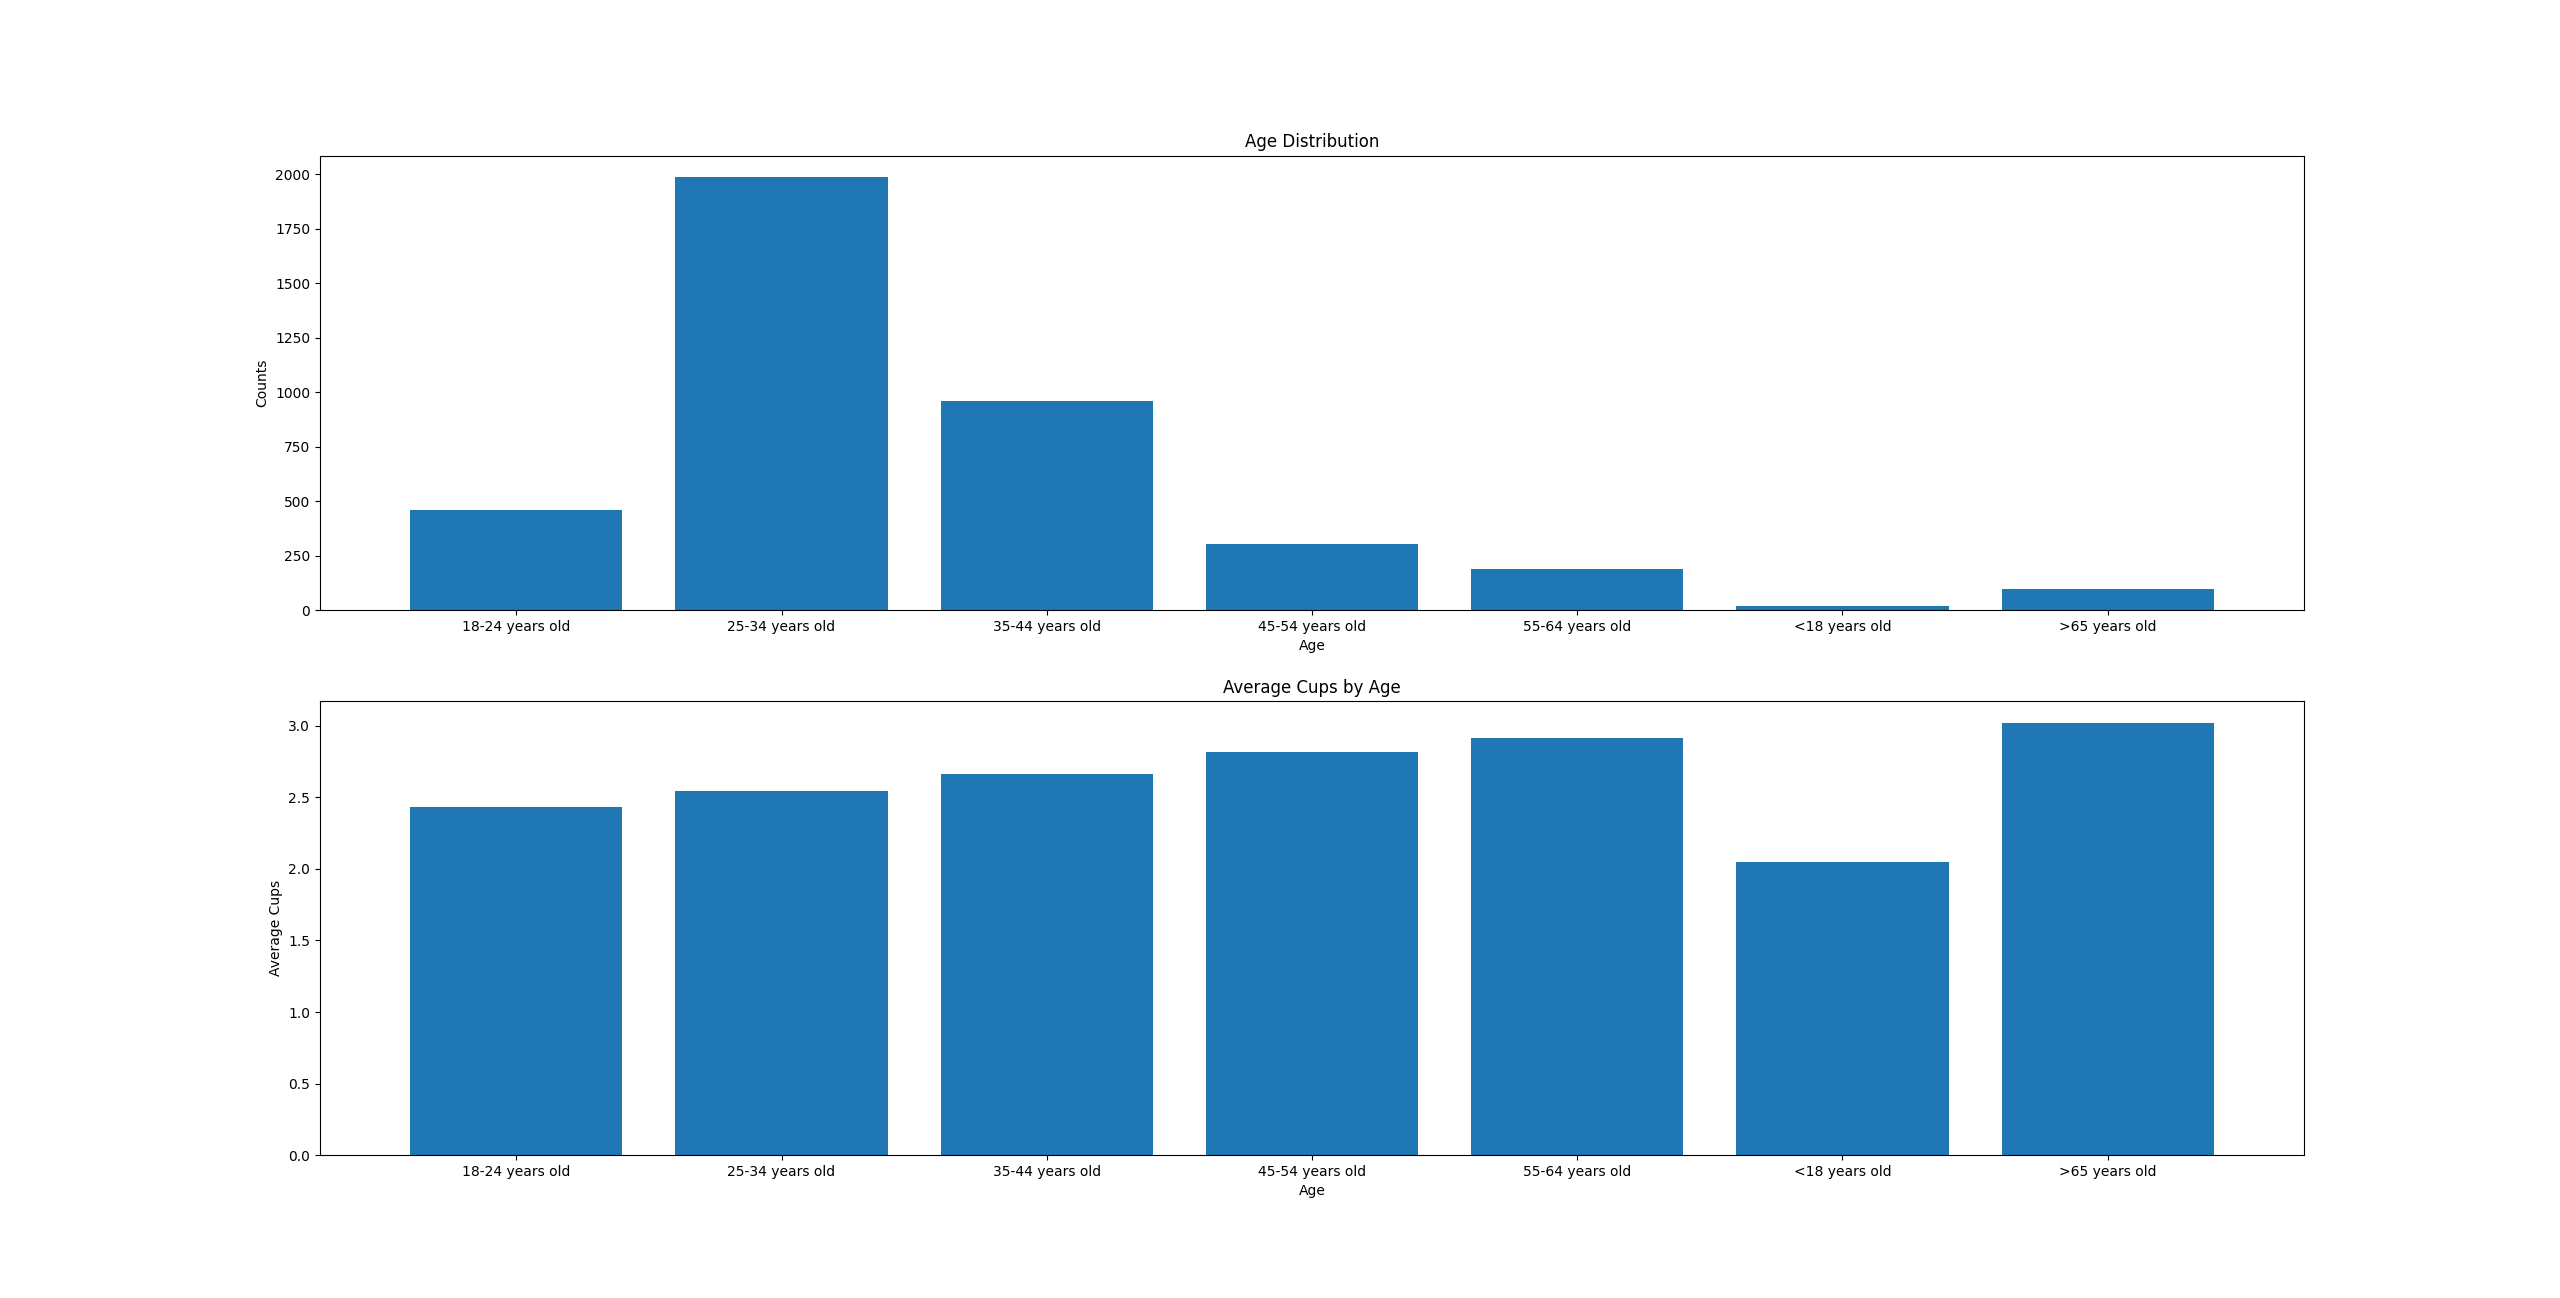 Age Distribution
2000
1750
1500
1250
1000
750
500
250
0
Counts
18-24 years old 25-34 years old 35-44 years old 45-54 years old 55-64 years old <18 years old >65 years old
Age
Average Cups by Age
3.0
2.5
2.0
1.5
1.0
0.5
0.0
Average Cups
18-24 years old 25-34 years old 35-44 years old 45-54 years old 55-64 years old <18 years old >65 years old
Age